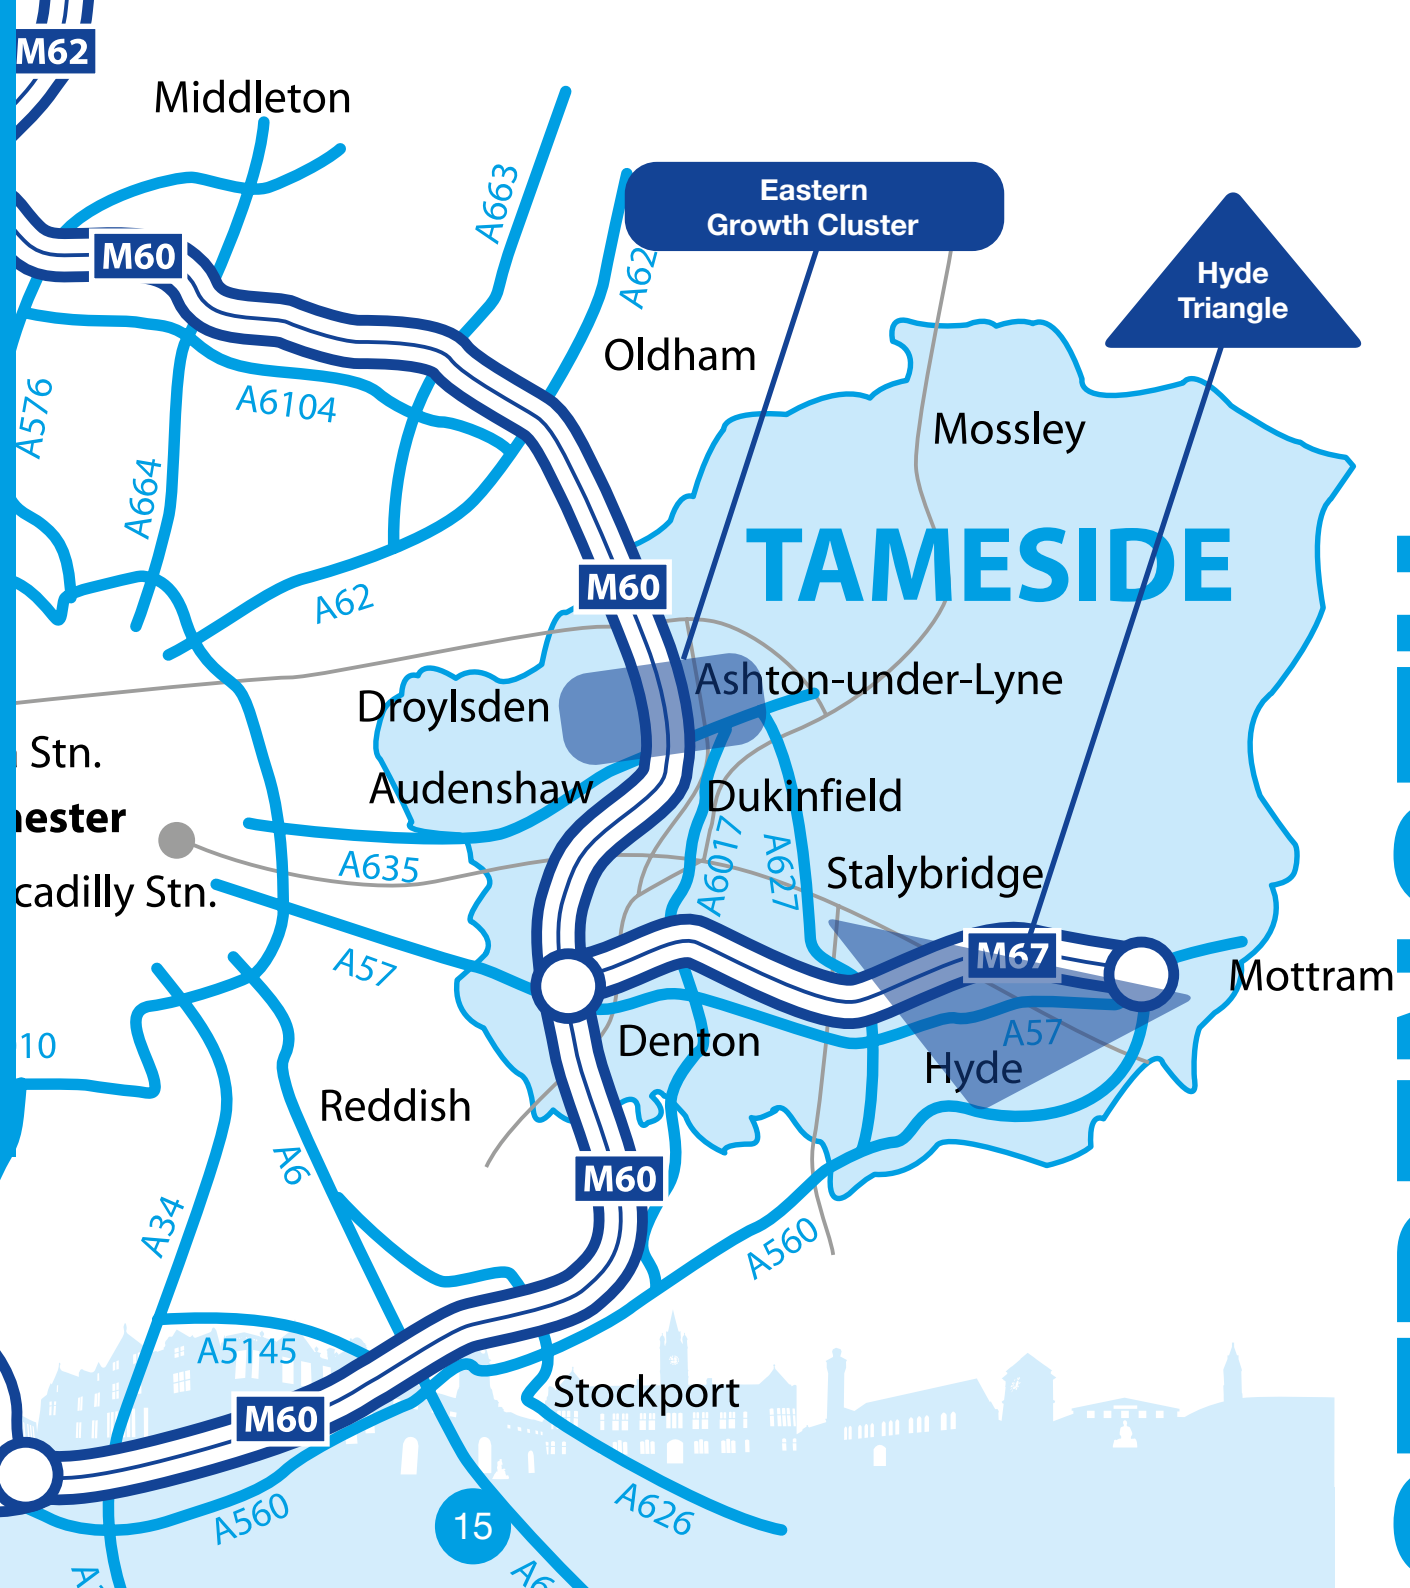 M62
Middleton
A663
Eastern
Growth Cluster
M60
A62
Hyde
Triangle
Oldham
A576
A6104
Mossley
A664
TAMESIDE
M60
A62
Ashton-under-Lyne
Droylsden
Stn.
Audenshaw
Dukinfield
A635
A6017
A627
Stalybridge
Stn.
A57
M67
Mottram
10
Denton
A57
Hyde
Reddish
A6
M60
A34
A560
A5145
Stockport
M60
A560
A626
15